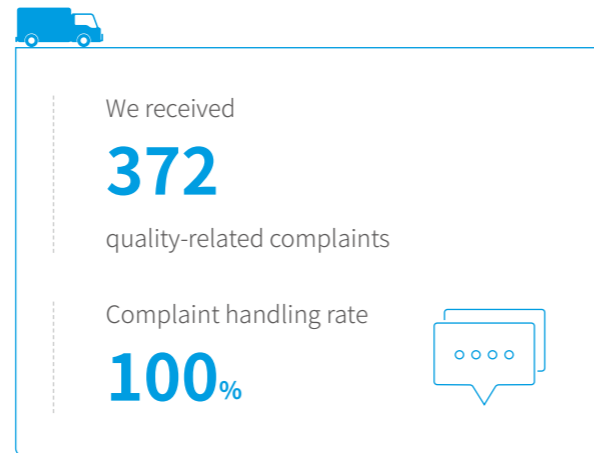 We received
372
quality-related complaints
Complaint handling rate
100%